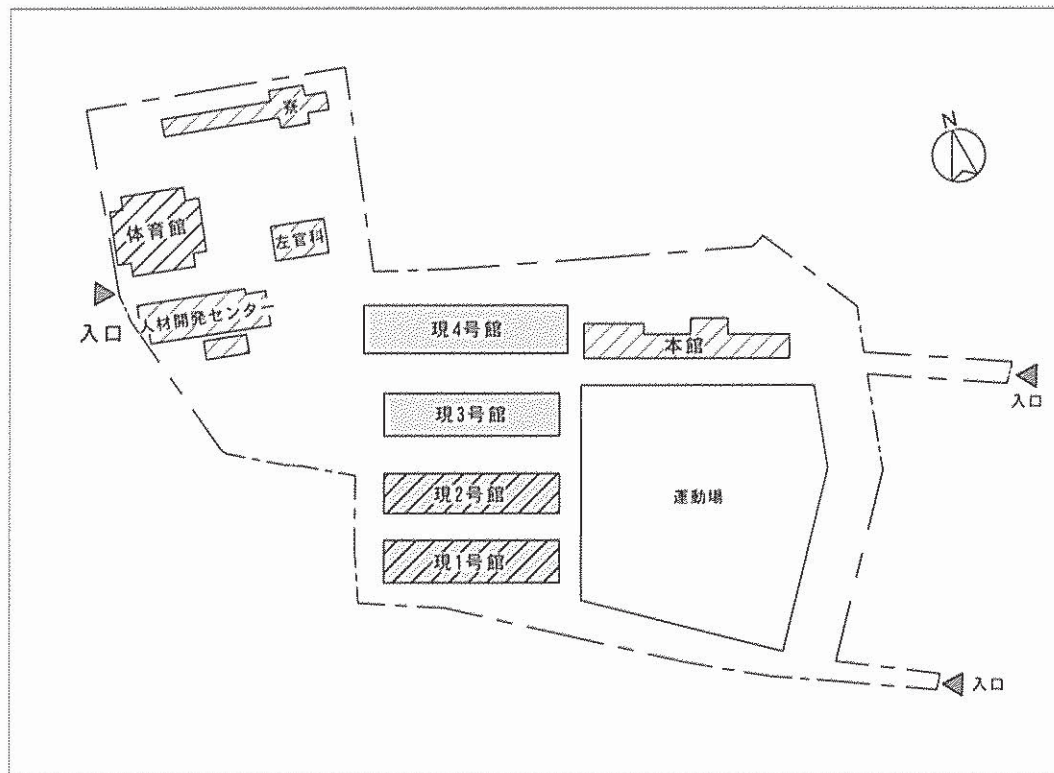 寮
N
体育館
左官科
人材開発センター
入口
現4号館
本館
入口
現3号館
現2号館
運動場
現1号館
入口